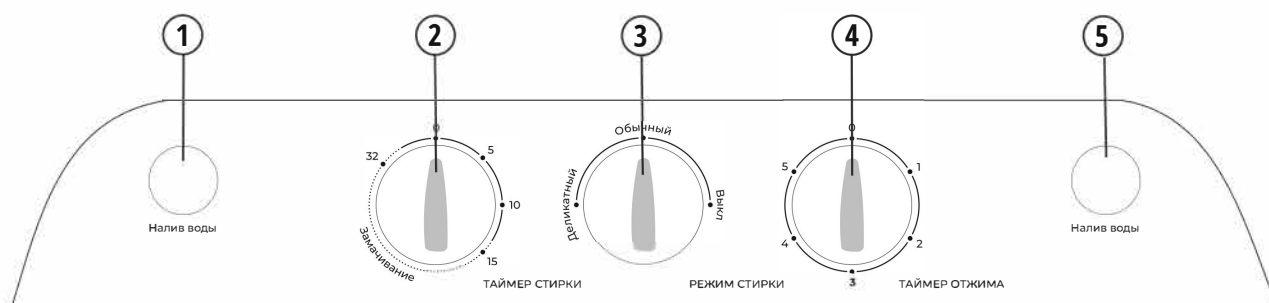 1 2 3 4 5
0 Обычный 0
32 5 5 1
Деликатный Выкл
10
Замачивание 15 4 2
3
Налив воды Налив воды
ТАЙМЕР СТИРКИ РЕЖИМ СТИРКИ ТАЙМЕР ОТЖИМА